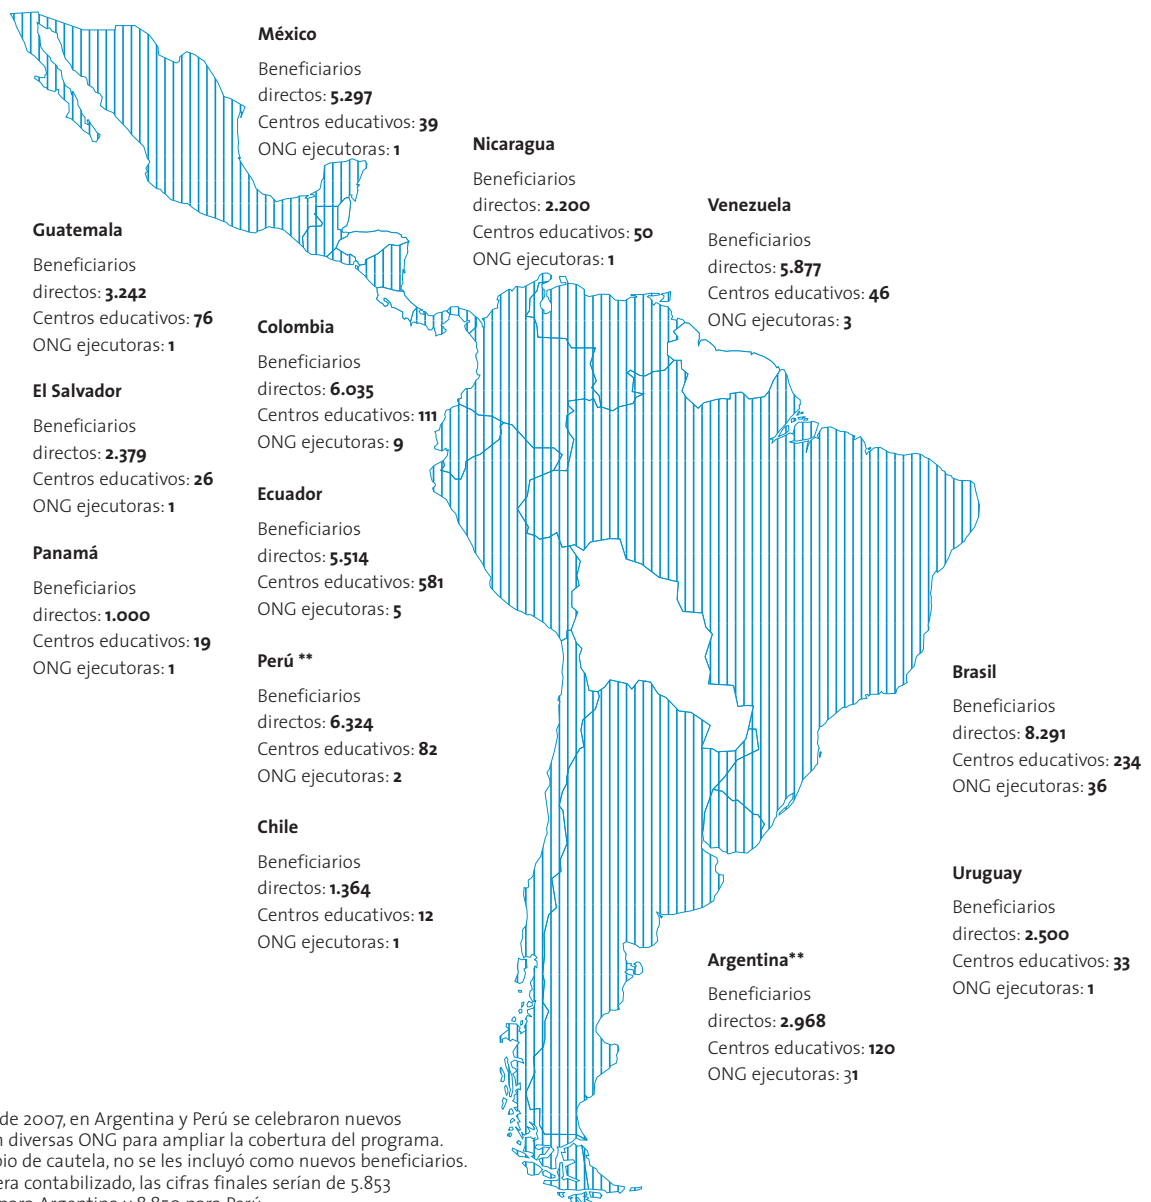 México
Beneficiarios
directos: 5.297
Centros educativos: 39
ONG ejecutoras: 1
Nicaragua
Beneficiarios
directos: 2.200
Centros educativos: 50
ONG ejecutoras: 1
Venezuela
Beneficiarios
directos: 5.877
Centros educativos: 46
ONG ejecutoras: 3
Guatemala
Beneficiarios
directos: 3.242
Centros educativos: 76
ONG ejecutoras: 1
El Salvador
Beneficiarios
directos: 2.379
Centros educativos: 26
ONG ejecutoras: 1
Panamá
Beneficiarios
directos: 1.000
Centros educativos: 19
ONG ejecutoras: 1
Colombia
Beneficiarios
directos: 6.035
Centros educativos: 111
ONG ejecutoras: 9
Ecuador
Beneficiarios
directos: 5.514
Centros educativos: 581
ONG ejecutoras: 5
Perú **
Beneficiarios
directos: 6.324
Centros educativos: 82
ONG ejecutoras: 2
Chile
Beneficiarios
directos: 1.364
Centros educativos: 12
ONG ejecutoras: 1
Brasil
Beneficiarios
directos: 8.291
Centros educativos: 234
ONG ejecutoras: 36
Uruguay
Beneficiarios
directos: 2.500
Centros educativos: 33
ONG ejecutoras: 1
Argentina**
Beneficiarios
directos: 2.968
Centros educativos: 120
ONG ejecutoras: 31
de 2007, en Argentina y Perú se celebraron nuevos
n diversas ONG para ampliar la cobertura del programa.
pio de cautela, no se les incluyó como nuevos beneficiarios.
era contabilizado, las cifras finales serían de 5.853
para Argentina y 8.850 para Perú